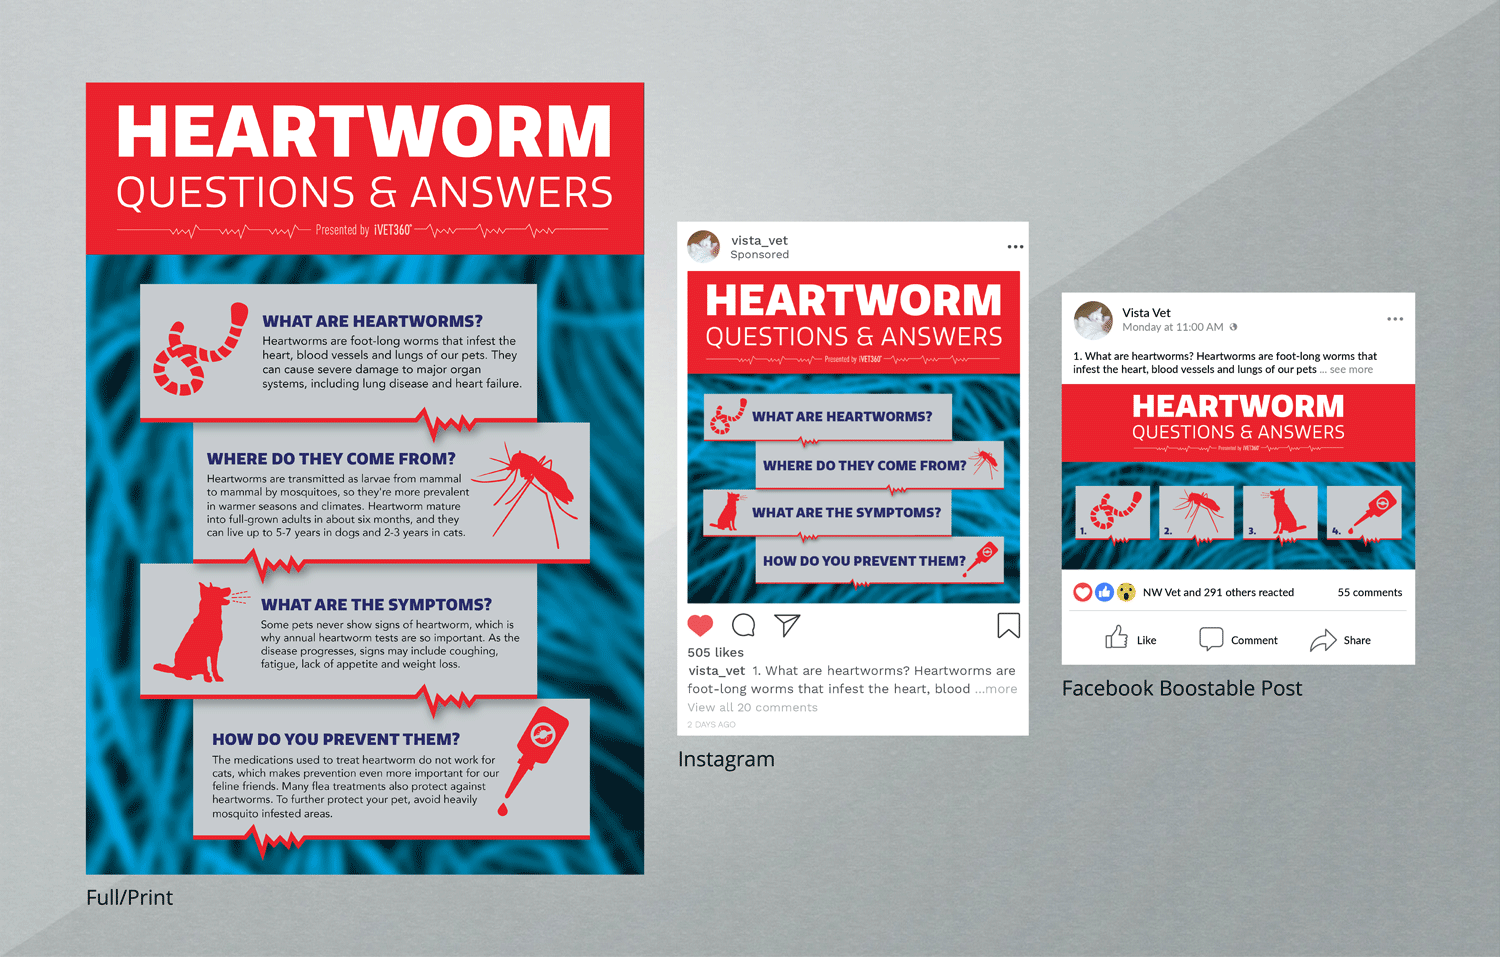 HEARTWORM
QUESTIONS & ANSWERS
Presented by iVET360®
WHAT ARE HEARTWORMS?
Heartworms are foot-long worms that infest the
heart, blood vessels and lungs of our pets. They
can cause severe damage to major organ
systems, including lung disease and heart failure.
WHERE DO THEY COME FROM?
Heartworms are transmitted as larvae from mammal
to mammal by mosquitoes, so they're more prevalent
in warmer seasons and climates. Heartworm mature
into full-grown adults in about six months, and they
can live up to 5-7 years in dogs and 2-3 years in cats.
WHAT ARE THE SYMPTOMS?
Some pets never show signs of heartworm, which is
why annual heartworm tests are so important. As the
disease progresses, signs may include coughing,
fatigue, lack of appetite and weight loss.
HOW DO YOU PREVENT THEM?
The medications used to treat heartworm do not work for
cats, which makes prevention even more important for our
feline friends. Many flea treatments also protect against
heartworms. To further protect your pet, avoid heavily
mosquito infested areas.
Full/Print
vista_vet
Sponsored
HEARTWORM
QUESTIONS & ANSWERS
Presented by iVET360®
WHAT ARE HEARTWORMS?
WHERE DO THEY COME FROM?
WHAT ARE THE SYMPTOMS?
HOW DO YOU PREVENT THEM?
505 likes
vista_vet 1. What are heartworms? Heartworms are
foot-long worms that infest the heart, blood ...more
View all 20 comments
2 DAYS AGO
Instagram
Vista Vet
Monday at 11:00 AM
1. What are heartworms? Heartworms are foot-long worms that
infest the heart, blood vessels and lungs of our pets ... see more
HEARTWORM
QUESTIONS & ANSWERS
Presented by iVET360®
1. 2. 3. 4.
NW Vet and 291 others reacted 55 comments
Like Comment Share
Facebook Boostable Post